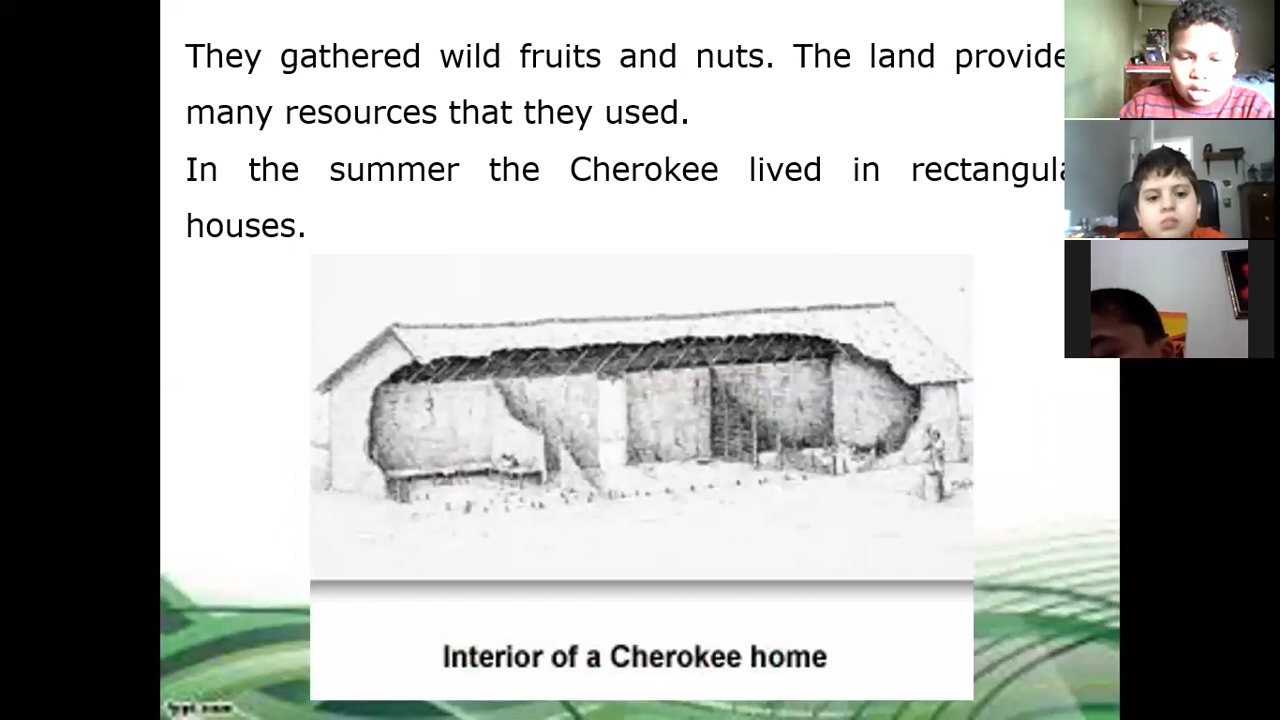 They gathered wild fruits and nuts. The land provide
many resources that they used.
In the summer the Cherokee lived in rectangula
houses.
Interior of a Cherokee home